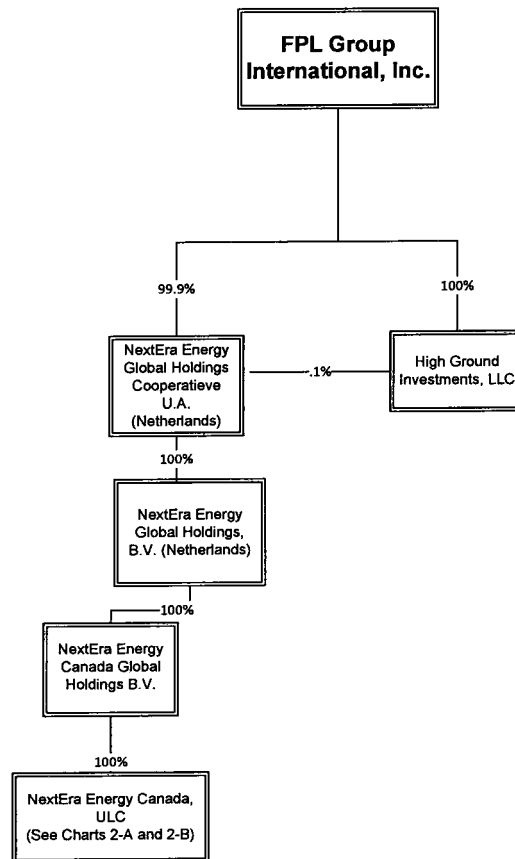 FPL Group
International, Inc.
99.9%
100%
NextEra Energy
Global Holdings
Cooperatieve
U.A.
(Netherlands)
.1%
High Ground
Investments, LLC
100%
NextEra Energy
Global Holdings,
B.V. (Netherlands)
100%
NextEra Energy
Canada Global
Holdings B.V.
100%
NextEra Energy Canada,
ULC
(See Charts 2-A and 2-B)